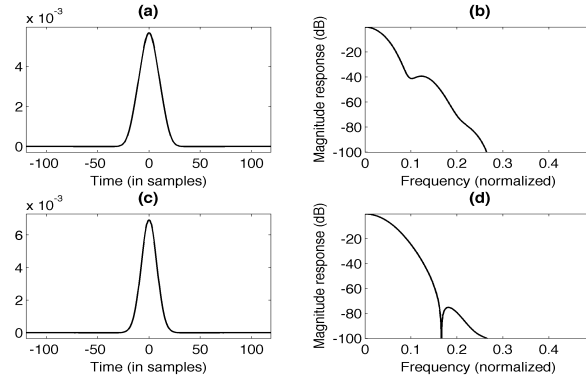 (a)
x 10⁻³
4
2
0
-100 -50 0 50 100
Time (in samples)
(b)
Magnitude response (dB)
-20
-40
-60
-80
-100
0 0.1 0.2 0.3 0.4
Frequency (normalized)
(c)
x 10⁻³
6
4
2
0
-100 -50 0 50 100
Time (in samples)
(d)
Magnitude response (dB)
-20
-40
-60
-80
-100
0 0.1 0.2 0.3 0.4
Frequency (normalized)